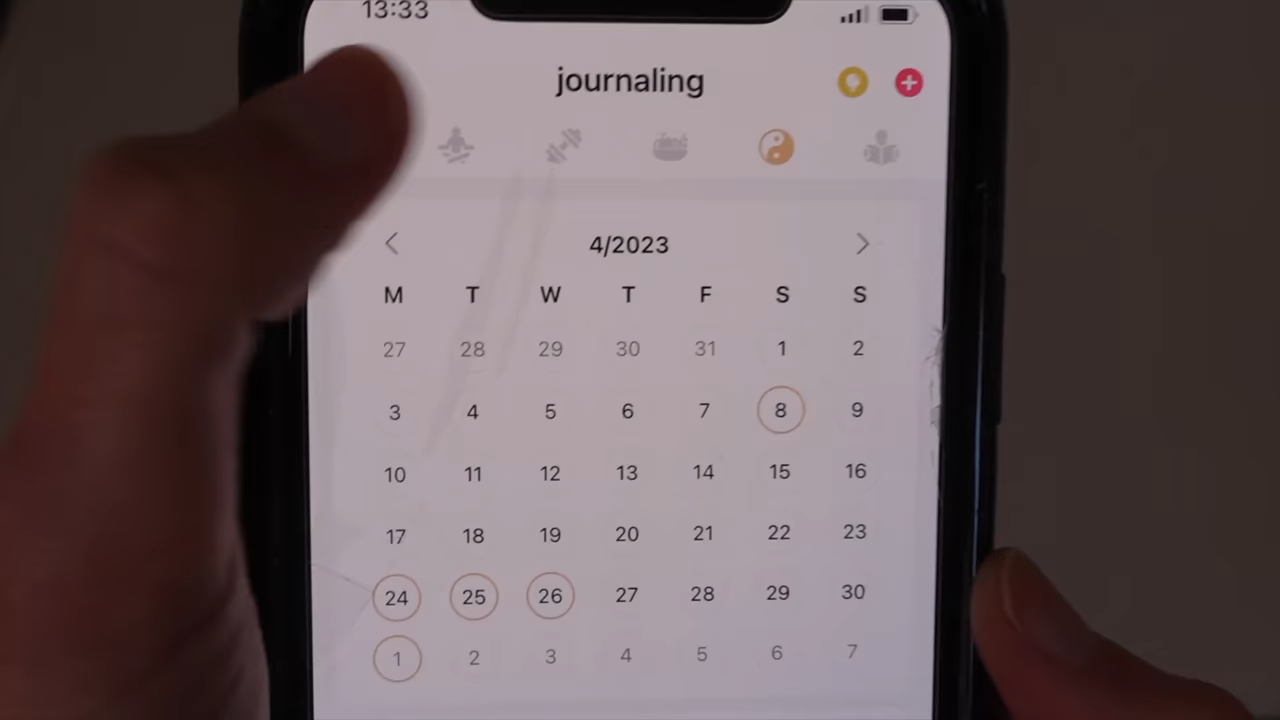 13:33
journaling
4/2023
M T W T F S S
27 28 29 30 31 1 2
3 4 5 6 7 8 9
10 11 12 13 14 15 16
17 18 19 20 21 22 23
24 25 26 27 28 29 30
1 2 3 4 5 6 7